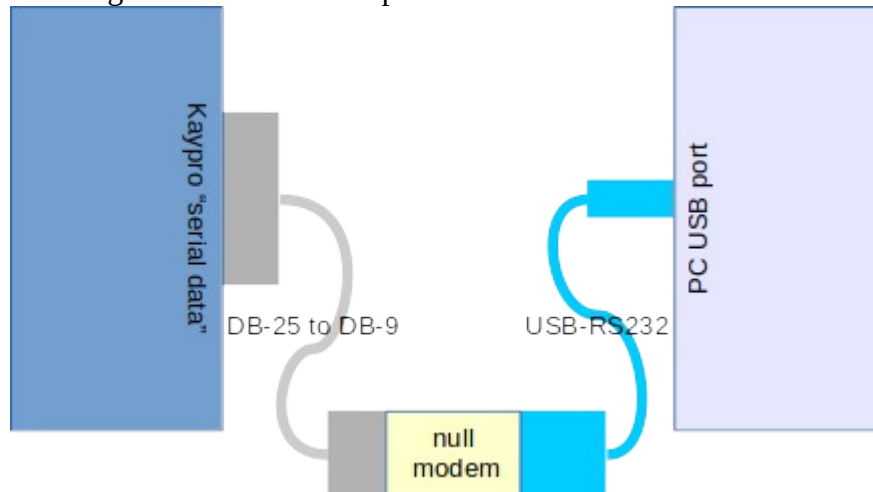 Kaypro “serial data”
PC USB port
DB-25 to DB-9
USB-RS232
null
modem